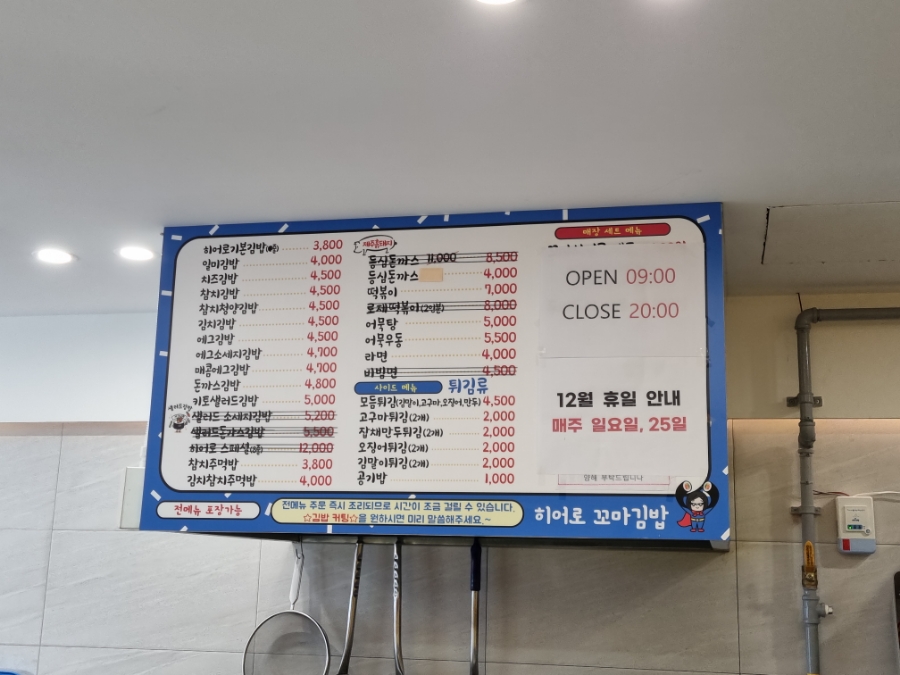 히어로기본김밥(4줄) 3,800
일미김밥 4,000
치즈김밥 4,500
참치김밥 4,500
참치청양김밥 4,500
김치김밥 4,500
에그김밥 4,500
에그소세지김밥 4,700
매콤에그김밥 4,700
돈까스김밥 4,800
키토샐러드김밥 5,000
샐러드 소세지김밥 5,200
샐러드돈까스김밥 5,500
히어로 스페셜 12,000
참치주먹밥 3,800
김치참치주먹밥 4,000
등심돈까스 11,000 8,500
등심돈까스 4,000
떡볶이 7,000
로제떡볶이(2인분) 8,000
어묵탕 5,000
어묵우동 5,500
라면 4,000
비빔면 4,500
사이드 메뉴 튀김류
모듬튀김(김말이,고구마,오징어,만두) 4,500
고구마튀김(2개) 2,000
잡채만두튀김(2개) 2,000
오징어튀김(2개) 2,000
김말이튀김(2개) 2,000
공기밥 1,000
매장 세트 메뉴
OPEN 09:00
CLOSE 20:00
12월 휴일 안내
매주 일요일, 25일
양해 부탁드립니다
전메뉴 포장가능
전메뉴 주문 즉시 조리되므로 시간이 조금 걸릴 수 있습니다.
☆김밥 커팅☆을 원하시면 미리 말씀해주세요.~
히어로 꼬마김밥